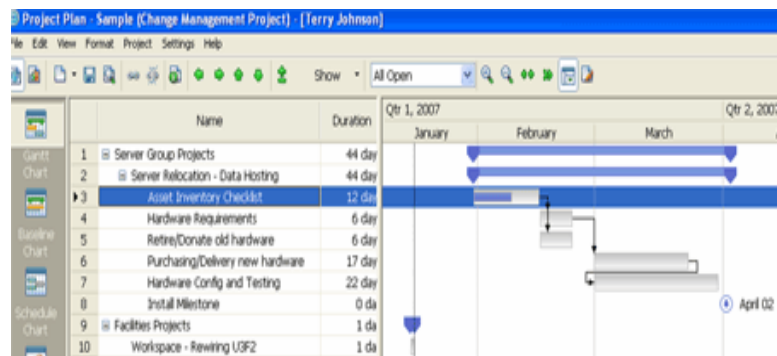 Project Plan - Sample (Change Management Project) - [Terry Johnson]
File Edit View Format Project Settings Help
Show All Open
Name Duration Qtr 1, 2007 Qtr 2, 2007
January February March
Gantt Chart
Baseline Chart
Schedule Chart
1 Server Group Projects 44 day
2 Server Relocation - Data Hosting 44 day
3 Asset Inventory Checklist 12 day
4 Hardware Requirements 6 day
5 Retire/Donate old hardware 6 day
6 Purchasing/Delivery new hardware 17 day
7 Hardware Config and Testing 22 day
8 Install Milestone 0 da April 02
9 Facilities Projects 1 da
10 Workspace - Rewiring U3F2 1 da